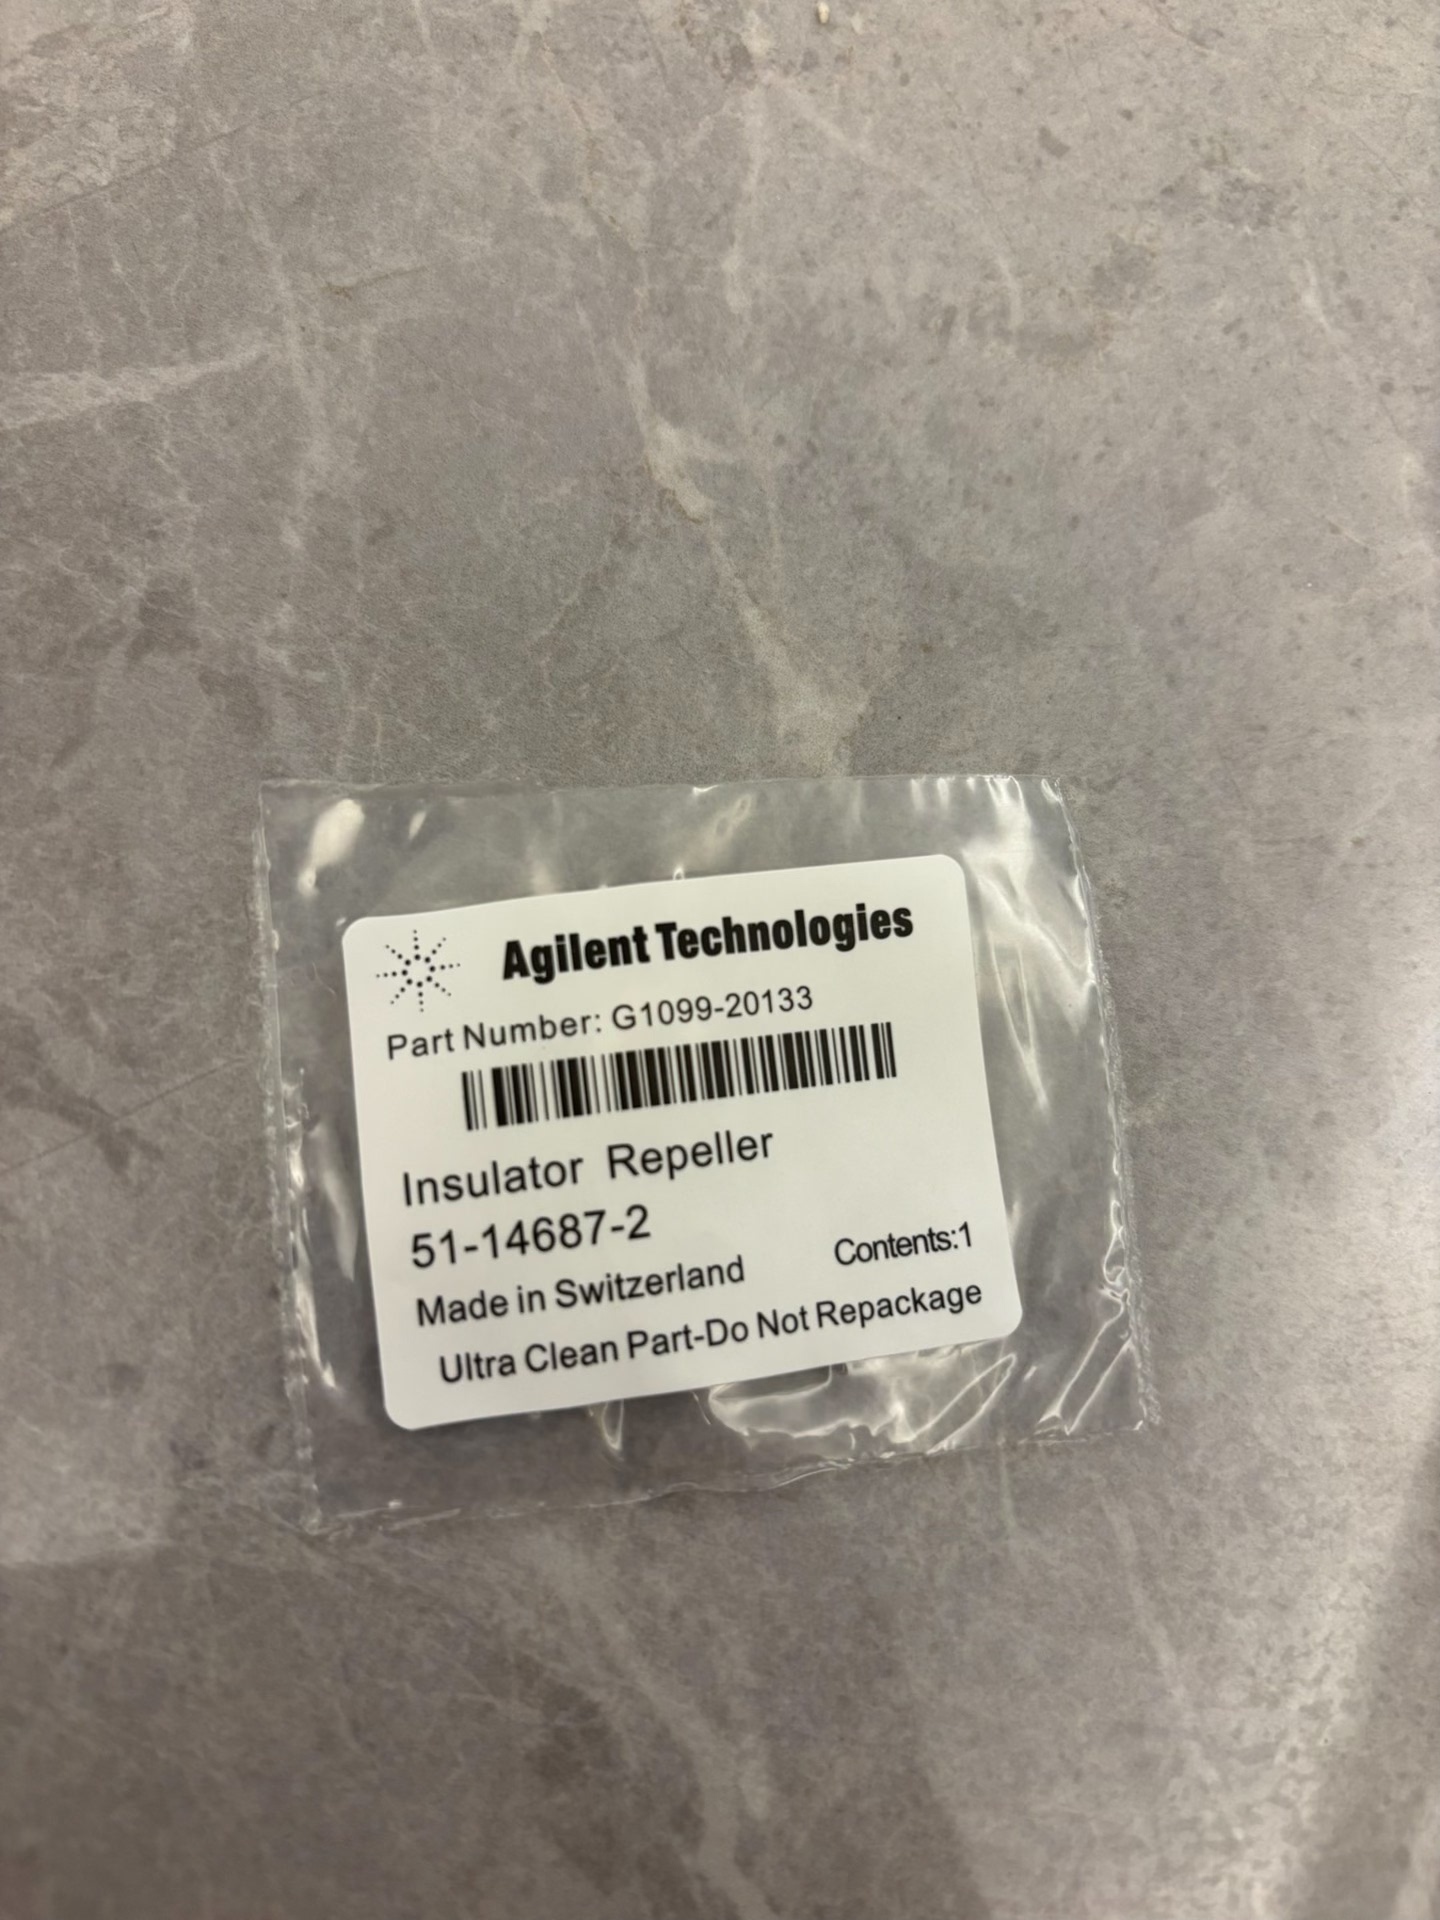 Agilent Technologies
Part Number: G1099-20133
Insulator Repeller
51-14687-2
Made in Switzerland
Contents:1
Ultra Clean Part-Do Not Repackage